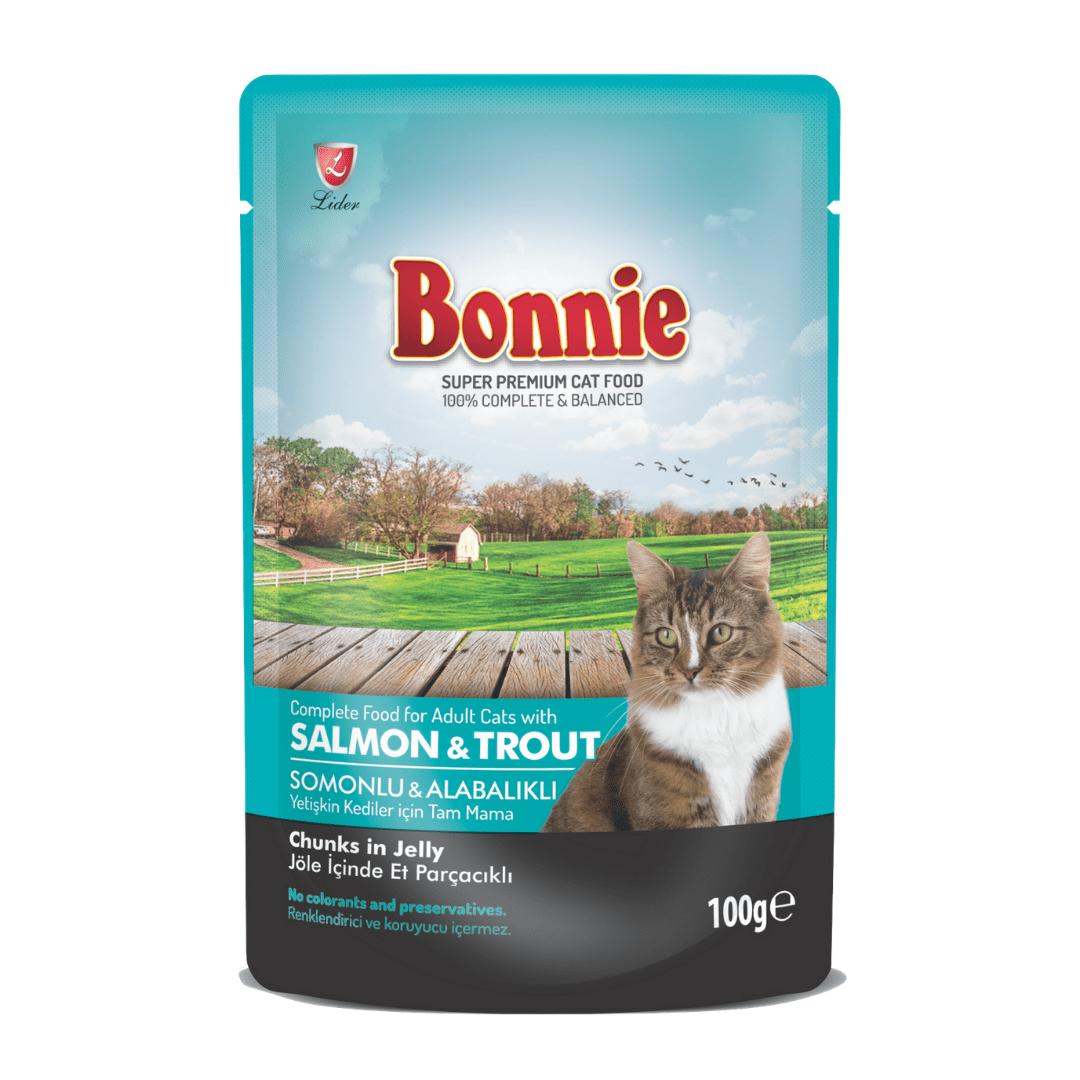 Lider
Bonnie
SUPER PREMIUM CAT FOOD
100% COMPLETE & BALANCED
Complete Food for Adult Cats with
SALMON & TROUT
SOMONLU & ALABALIKLI
Yetişkin Kediler için Tam Mama
Chunks in Jelly
Jöle İçinde Et Parçacıklı
No colorants and preservatives.
Renklendirici ve koruyucu içermez.
100g℮